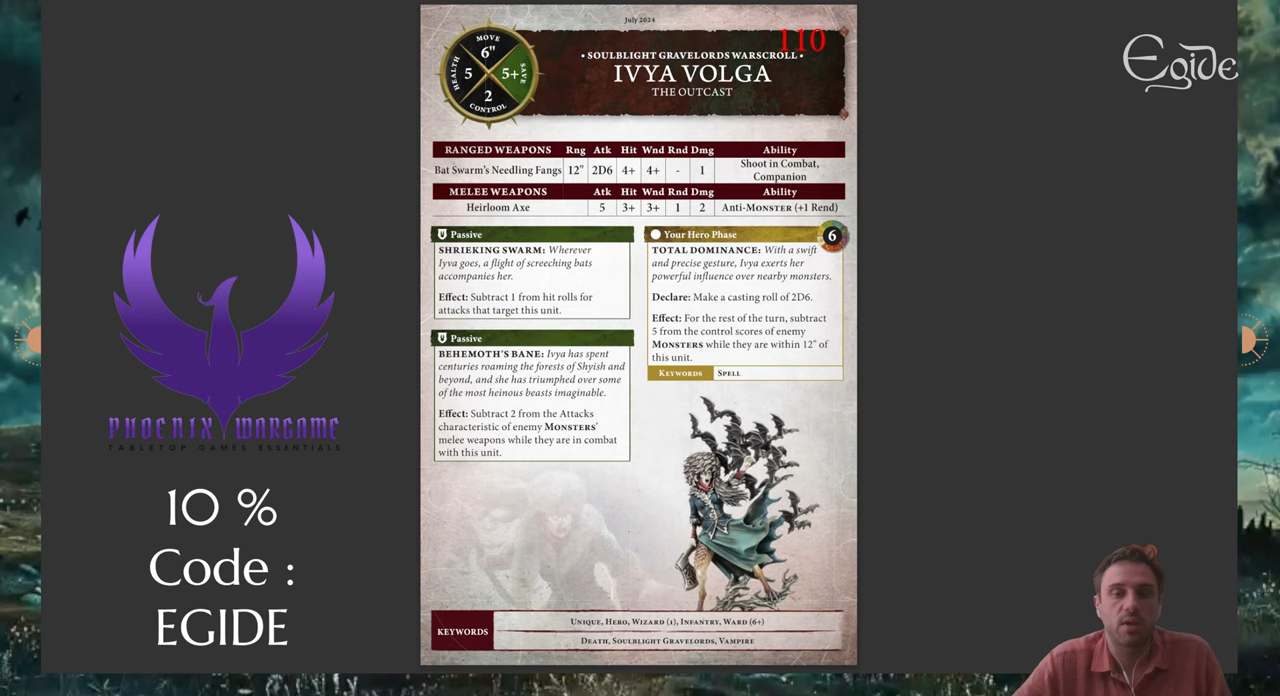 July 2024
110
MOVE
6"
HEALTH
5
5+
SAVE
2
CONTROL
• SOULBLIGHT GRAVELORDS WARSCROLL •
IVYA VOLGA
THE OUTCAST
Egide
RANGED WEAPONS Rng Atk Hit Wnd Rnd Dmg Ability
Bat Swarm's Needling Fangs 12" 2D6 4+ 4+ - 1 Shoot in Combat,
Companion
MELEE WEAPONS Atk Hit Wnd Rnd Dmg Ability
Heirloom Axe 5 3+ 3+ 1 2 Anti-MONSTER (+1 Rend)
Passive
SHRIEKING SWARM: Wherever
Iyva goes, a flight of screeching bats
accompanies her.
Effect: Subtract 1 from hit rolls for
attacks that target this unit.
Passive
BEHEMOTH'S BANE: Ivya has spent
centuries roaming the forests of Shyish and
beyond, and she has triumphed over some
of the most heinous beasts imaginable.
Effect: Subtract 2 from the Attacks
characteristic of enemy MONSTERS'
melee weapons while they are in combat
with this unit.
Your Hero Phase
6
TOTAL DOMINANCE: With a swift
and precise gesture, Ivya exerts her
powerful influence over nearby monsters.
Declare: Make a casting roll of 2D6.
Effect: For the rest of the turn, subtract
5 from the control scores of enemy
MONSTERS while they are within 12" of
this unit.
KEYWORDS SPELL
KEYWORDS
UNIQUE, HERO, WIZARD (1), INFANTRY, WARD (6+)
DEATH, SOULBLIGHT GRAVELORDS, VAMPIRE
PHOENIX WARGAME
TABLETOP GAMES ESSENTIALS
10 %
Code :
EGIDE